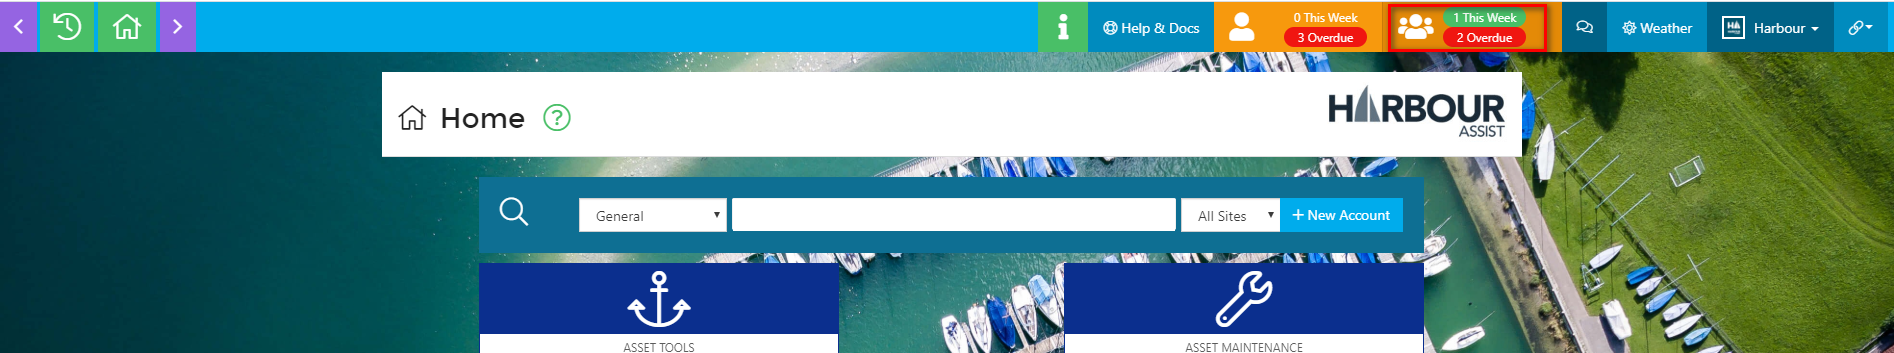 Help & Docs
0 This Week
3 Overdue
1 This Week
2 Overdue
Weather
Harbour
Home
?
HARBOUR
ASSIST
General
All Sites
+ New Account
ASSET TOOLS
ASSET MAINTENANCE